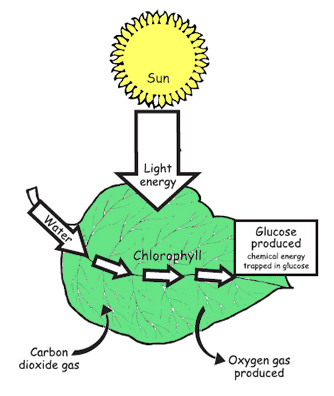 Sun
Light
energy
Water
Chlorophyll
Glucose
produced
chemical energy
trapped in glucose
Carbon
dioxide gas
Oxygen gas
produced